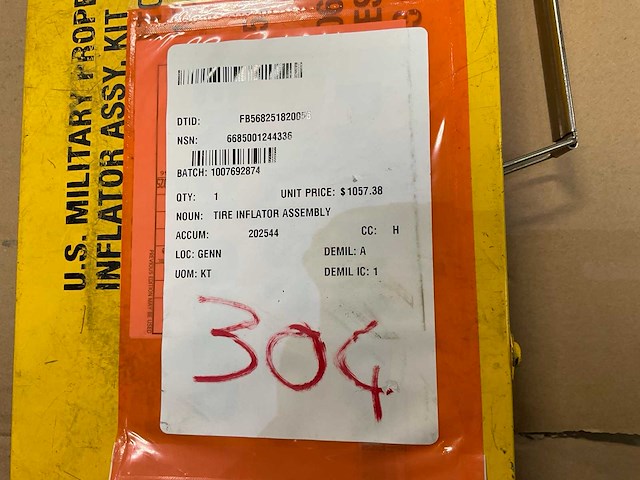 U.S. MILITARY PROPE
INFLATOR ASSY, KIT
DTID: FB568251820056
NSN: 6685001244336
BATCH: 1007692874
QTY: 1 UNIT PRICE: $1057.38
NOUN: TIRE INFLATOR ASSEMBLY
ACCUM: 202544 CC: H
LOC: GENN DEMIL: A
UOM: KT DEMIL IC: 1
304